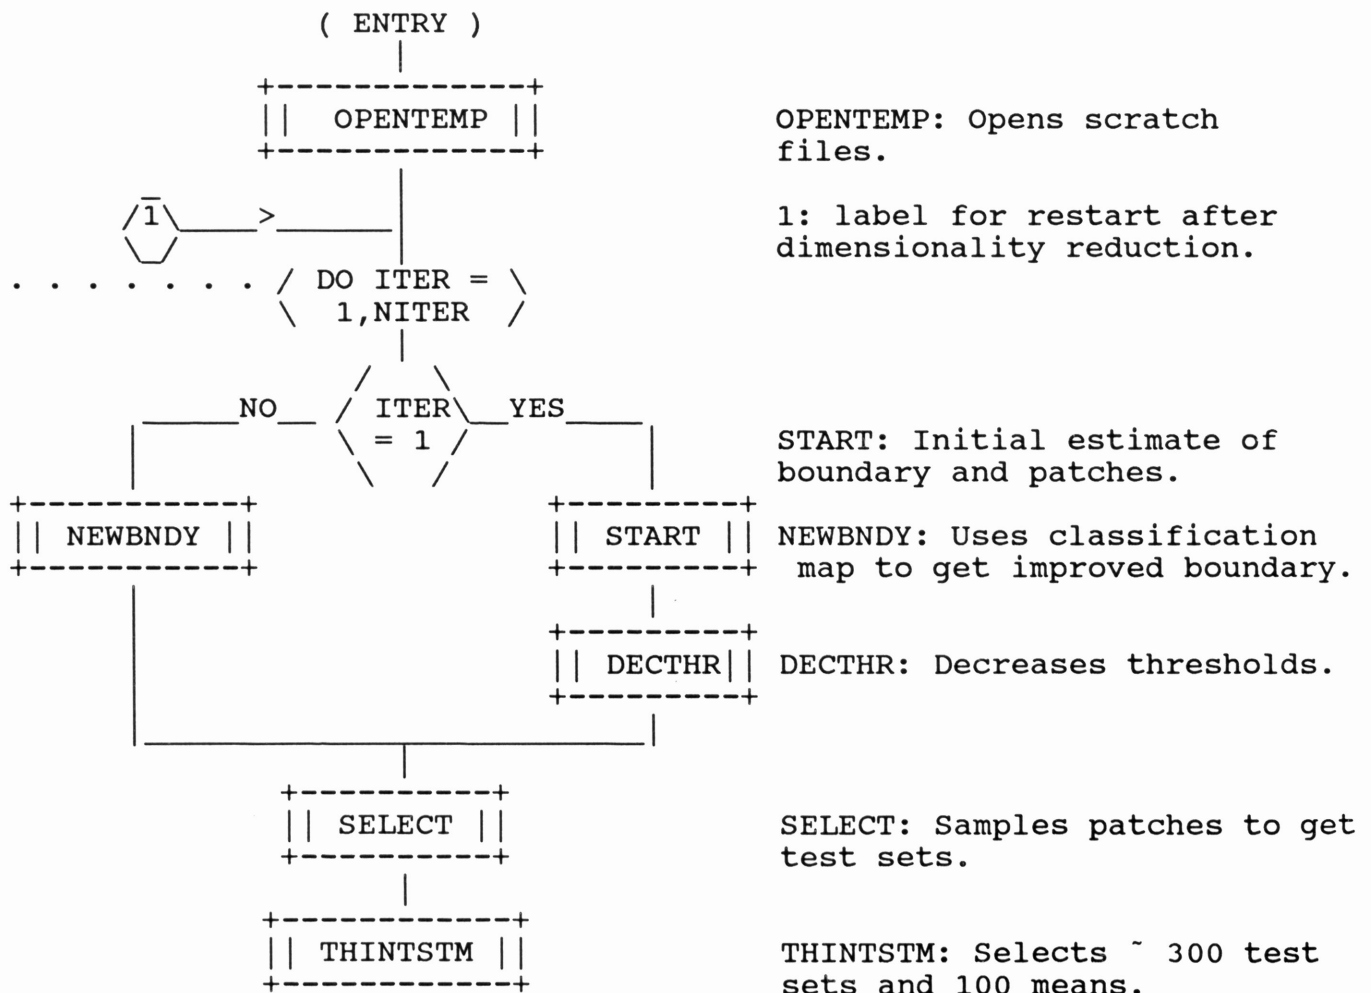 ( ENTRY )
OPENTEMP
OPENTEMP: Opens scratch
files.
1
>
1: label for restart after
dimensionality reduction.
DO ITER =
1,NITER
NO
ITER
= 1
YES
START: Initial estimate of
boundary and patches.
NEWBNDY
START
NEWBNDY: Uses classification
map to get improved boundary.
DECTHR
DECTHR: Decreases thresholds.
SELECT
SELECT: Samples patches to get
test sets.
THINTSTM
THINTSTM: Selects ~ 300 test
sets and 100 means.